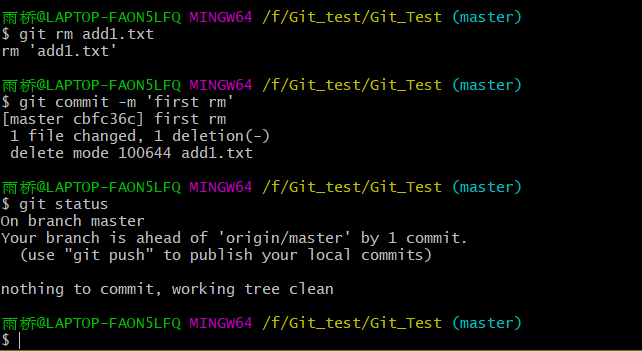 雨桥@LAPTOP-FAON5LFQ MINGW64 /f/Git_test/Git_Test (master)
$ git rm add1.txt
rm 'add1.txt'
雨桥@LAPTOP-FAON5LFQ MINGW64 /f/Git_test/Git_Test (master)
$ git commit -m 'first rm'
[master cbfc36c] first rm
 1 file changed, 1 deletion(-)
 delete mode 100644 add1.txt
雨桥@LAPTOP-FAON5LFQ MINGW64 /f/Git_test/Git_Test (master)
$ git status
On branch master
Your branch is ahead of 'origin/master' by 1 commit.
  (use "git push" to publish your local commits)
nothing to commit, working tree clean
雨桥@LAPTOP-FAON5LFQ MINGW64 /f/Git_test/Git_Test (master)
$